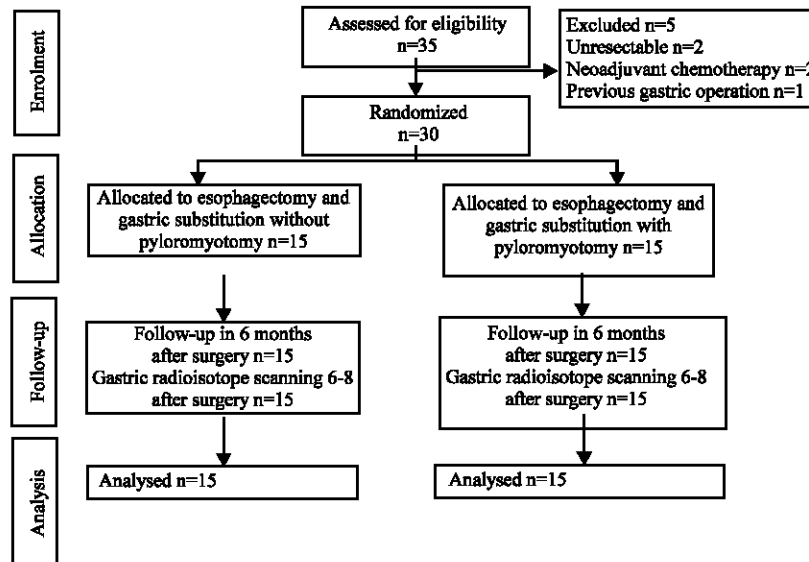 Enrolment
Assessed for eligibility
n=35
Excluded n=5
Unresectable n=2
Neoadjuvant chemotherapy n=2
Previous gastric operation n=1
Randomized
n=30
Allocation
Allocated to esophagectomy and
gastric substitution without
pyloromyotomy n=15
Allocated to esophagectomy and
gastric substitution with
pyloromyotomy n=15
Follow-up
Follow-up in 6 months
after surgery n=15
Gastric radioisotope scanning 6-8
after surgery n=15
Follow-up in 6 months
after surgery n=15
Gastric radioisotope scanning 6-8
after surgery n=15
Analysis
Analysed n=15
Analysed n=15